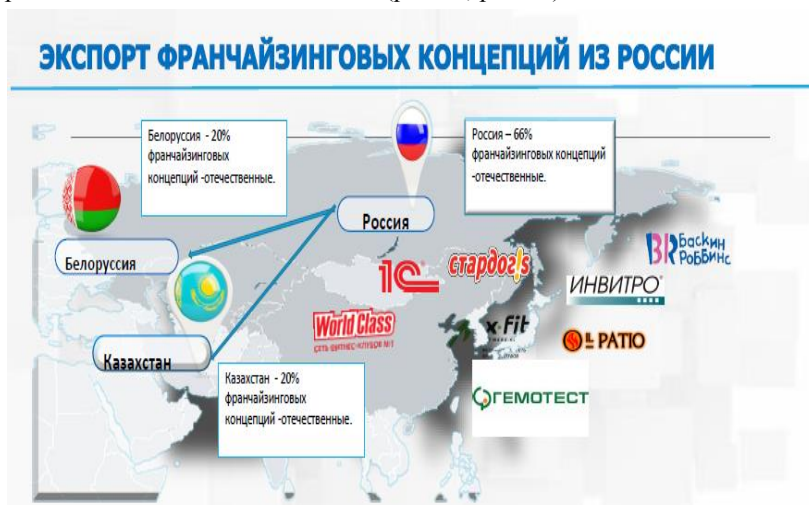 ЭКСПОРТ ФРАНЧАЙЗИНГОВЫХ КОНЦЕПЦИЙ ИЗ РОССИИ
Белоруссия - 20%
франчайзинговых
концепций -отечественные.
Россия – 66%
франчайзинговых концепций
-отечественные.
Россия
Белоруссия
Казахстан
Казахстан - 20%
франчайзинговых
концепций -отечественные.
1С
стардогs
Баскин
Роббинс
BR
ИНВИТРО
World Class
СЕТЬ ФИТНЕС-КЛУБОВ №1
x-Fit
IL PATIO
ГЕМОТЕСТ